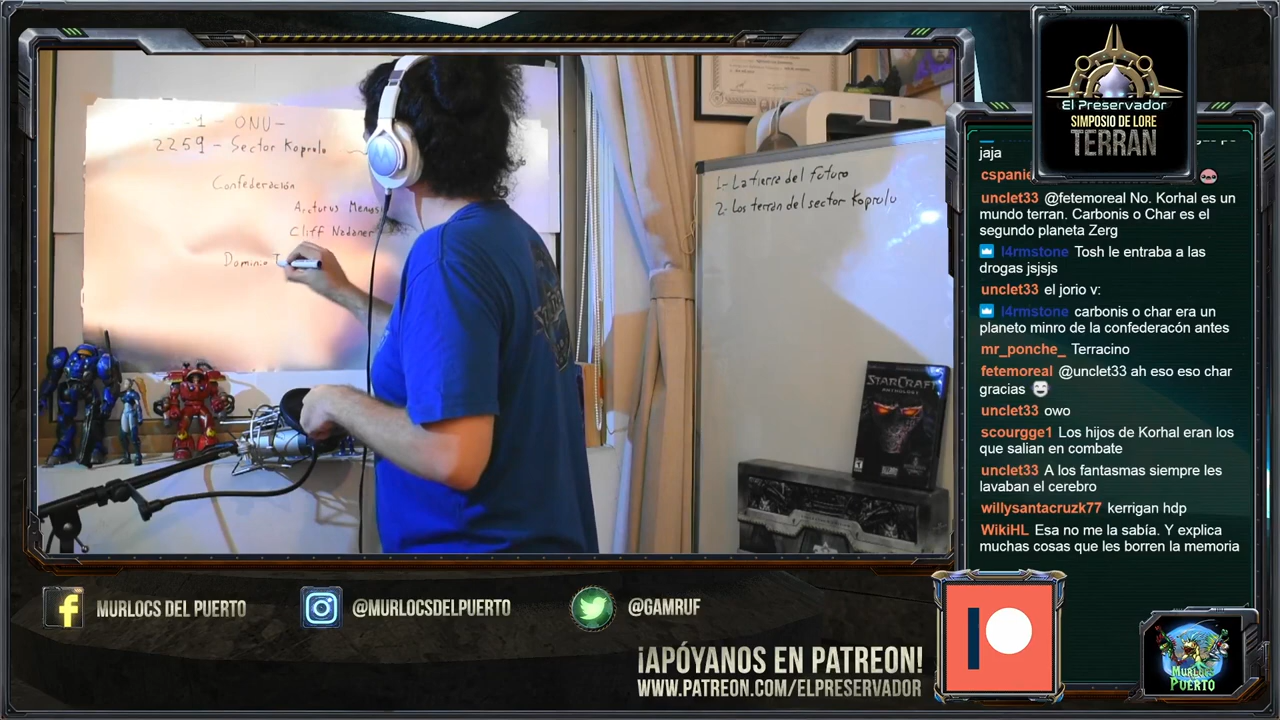 - ONU -
2259 - Sector Koprulo
Confederación
Arcturus Mengs
Cliff Nadaner
Dominio T
1- La tierra del futuro
2- Los terran del sector Koprulu
STARCRAFT
ANTHOLOGY
El Preservador
SIMPOSIO DE LORE
TERRAN
jaja
cspanie
unclet33 @fetemoreal No. Korhal es un
mundo terran. Carbonis o Char es el
segundo planeta Zerg
l4rmstone Tosh le entraba a las
drogas jsjsjs
unclet33 el jorio v:
l4rmstone carbonis o char era un
planeto minro de la confederacón antes
mr_ponche_ Terracino
fetemoreal @unclet33 ah eso eso char
gracias
unclet33 owo
scourgge1 Los hijos de Korhal eran los
que salian en combate
unclet33 A los fantasmas siempre les
lavaban el cerebro
willysantacruzk77 kerrigan hdp
WikiHL Esa no me la sabía. Y explica
muchas cosas que les borren la memoria
MURLOCS DEL PUERTO
@MURLOCSDELPUERTO
@GAMRUF
¡APÓYANOS EN PATREON!
WWW.PATREON.COM/ELPRESERVADOR
MURLOCS
PUERTO